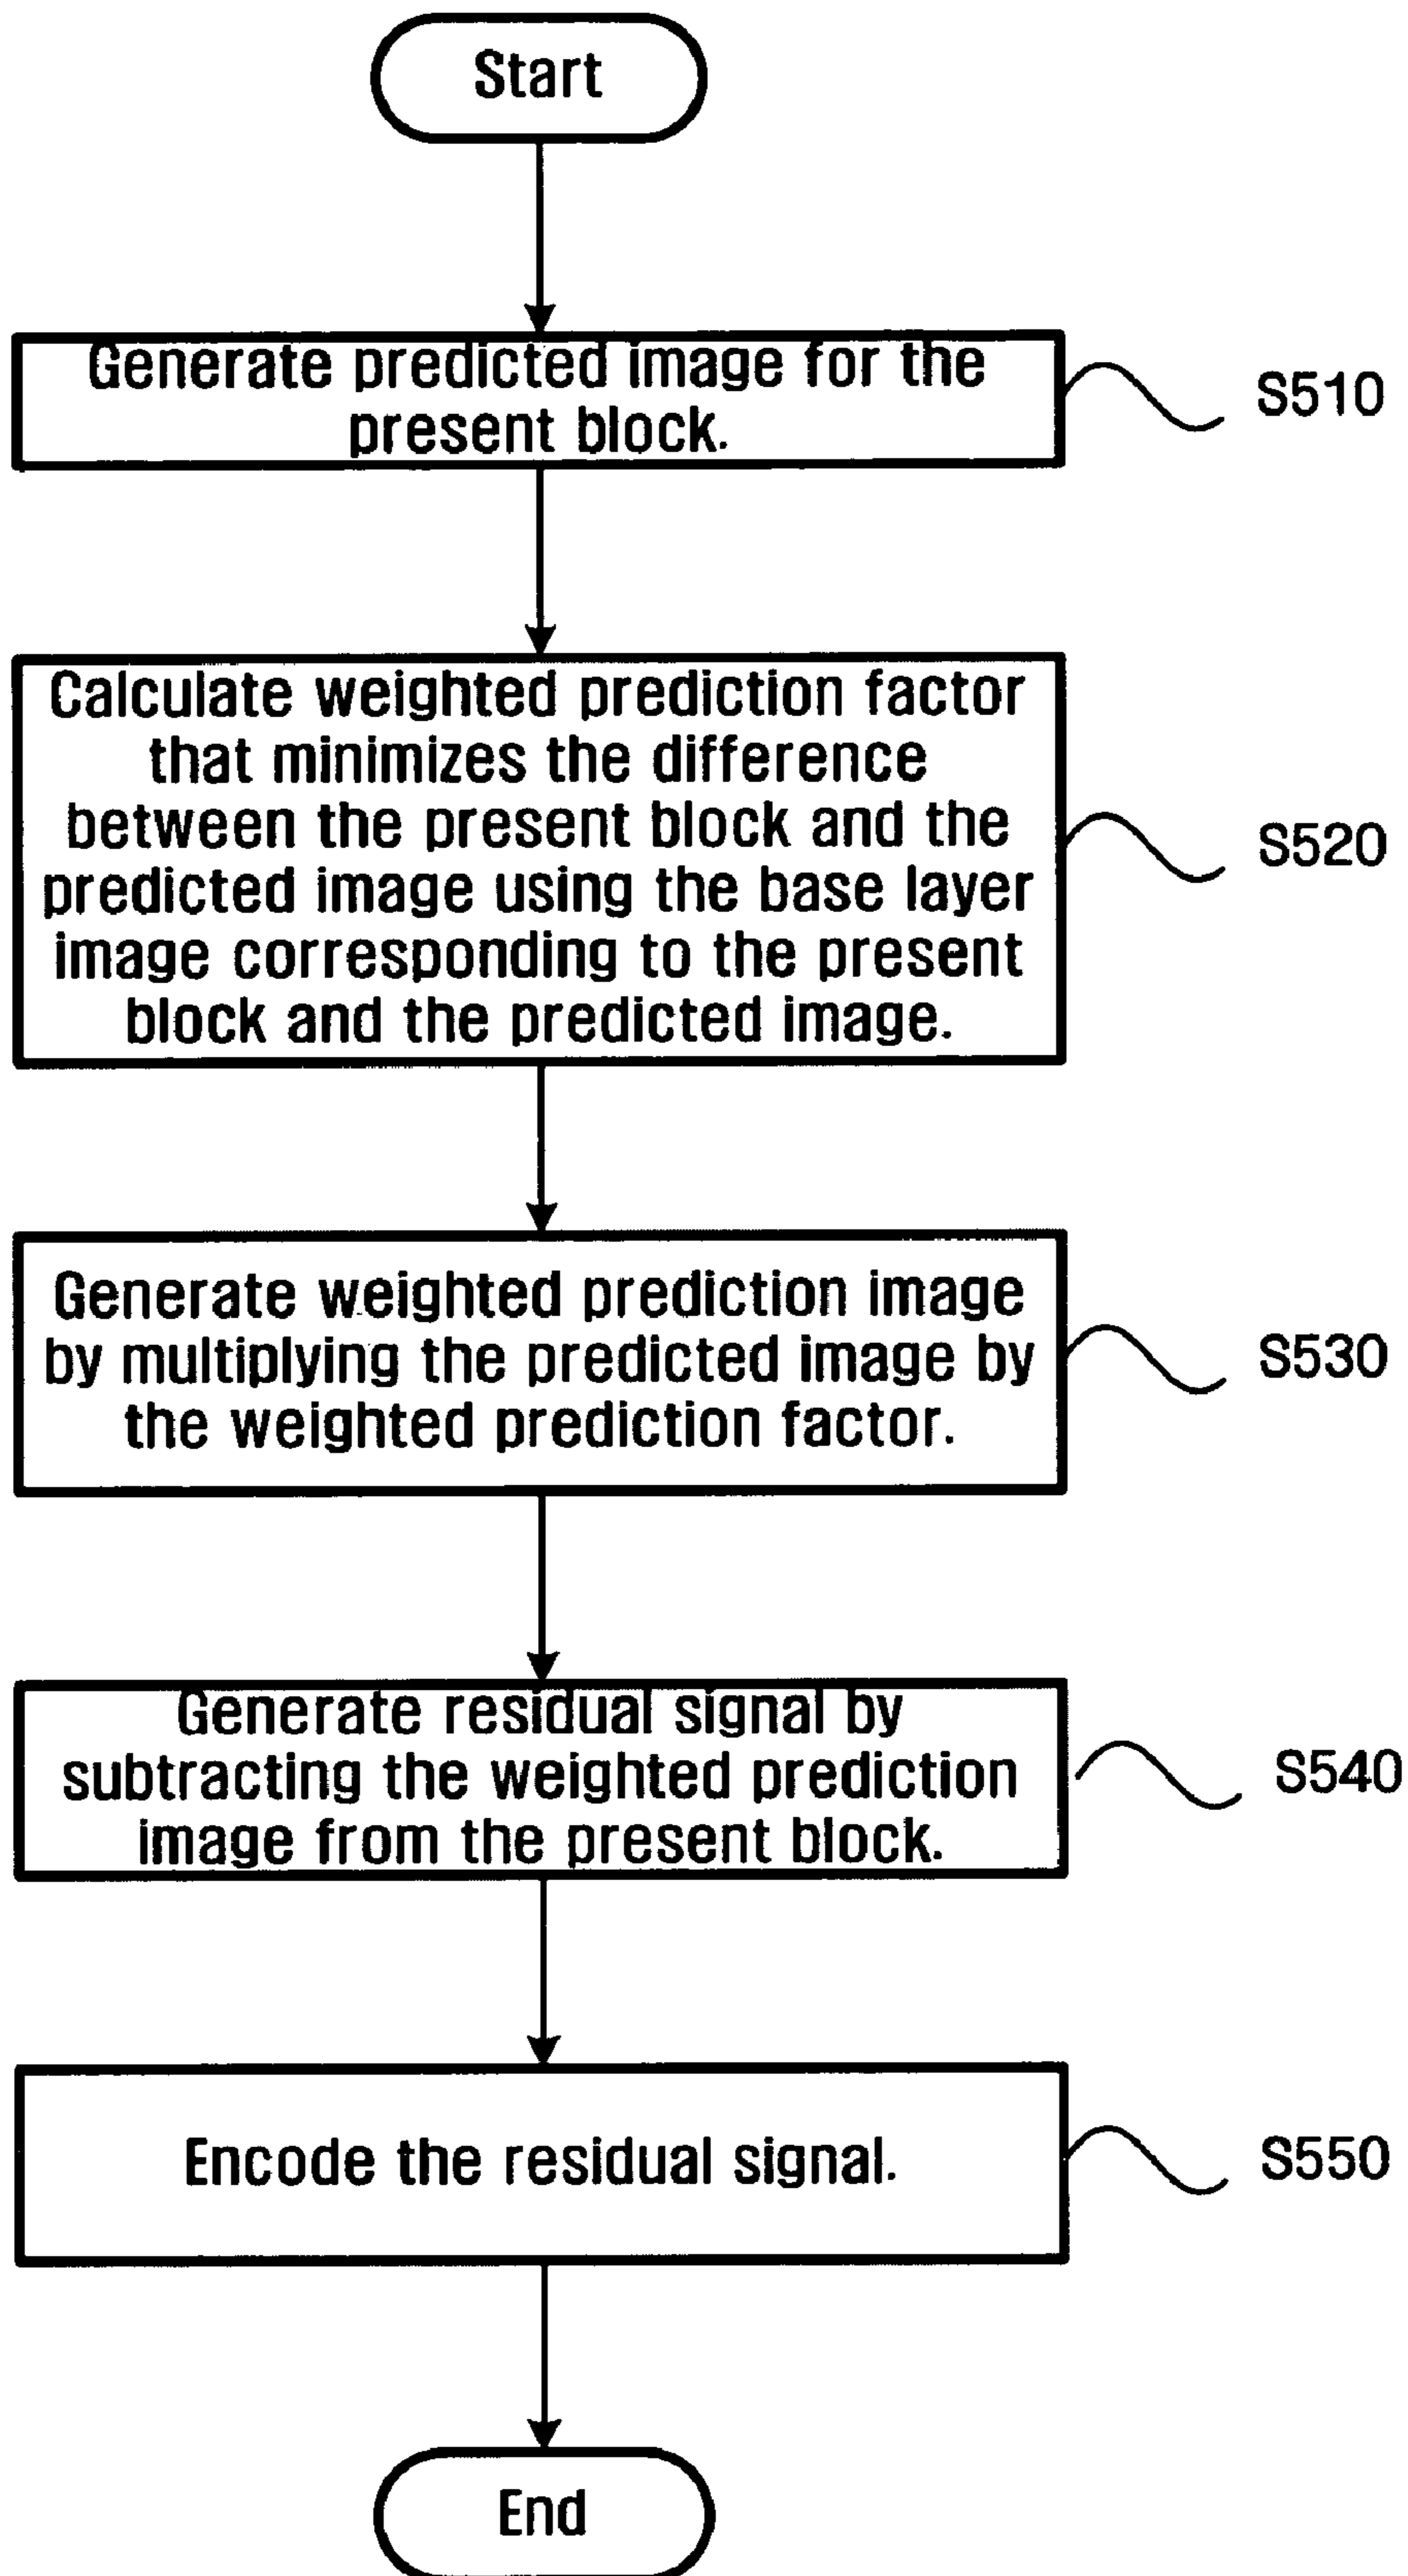 Start
Generate predicted image for the
present block.
S510
Calculate weighted prediction factor
that minimizes the difference
between the present block and the
predicted image using the base layer
image corresponding to the present
block and the predicted image.
S520
Generate weighted prediction image
by multiplying the predicted image by
the weighted prediction factor.
S530
Generate residual signal by
subtracting the weighted prediction
image from the present block.
S540
Encode the residual signal.
S550
End